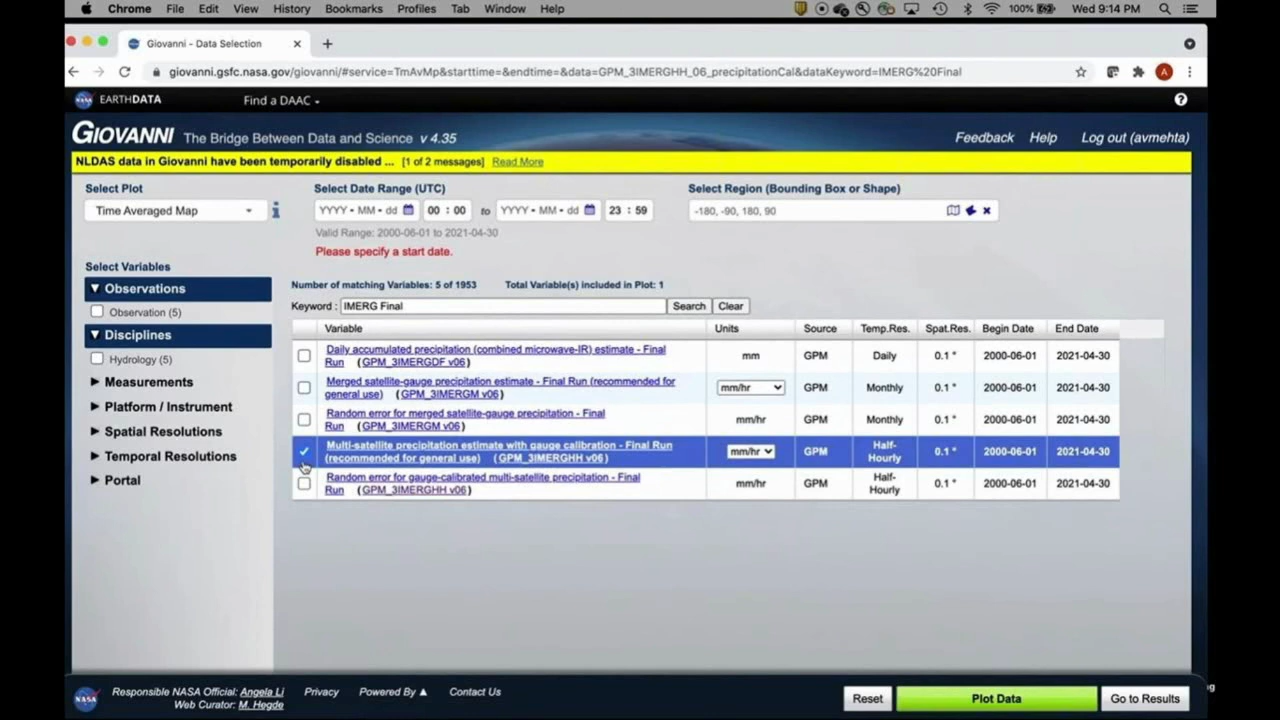 Chrome File Edit View History Bookmarks Profiles Tab Window Help 100% Wed 9:14 PM
Giovanni - Data Selection
giovanni.gsfc.nasa.gov/giovanni/#service=TmAvMp&starttime=&endtime=&data=GPM_3IMERGHH_06_precipitationCal&dataKeyword=IMERG%20Final A
NASA EARTHDATA Find a DAAC
GIOVANNI The Bridge Between Data and Science v 4.35 Feedback Help Log out (avmehta)
NLDAS data in Giovanni have been temporarily disabled ... [1 of 2 messages] Read More
Select Plot Select Date Range (UTC) Select Region (Bounding Box or Shape)
Time Averaged Map YYYY - MM - dd 00 : 00 to YYYY - MM - dd 23 : 59 -180, -90, 180, 90
Valid Range: 2000-06-01 to 2021-04-30
Please specify a start date.
Select Variables
Observations
Observation (5)
Disciplines
Hydrology (5)
Measurements
Platform / Instrument
Spatial Resolutions
Temporal Resolutions
Portal
Number of matching Variables: 5 of 1953 Total Variable(s) included in Plot: 1
Keyword : IMERG Final Search Clear
Variable Units Source Temp.Res. Spat.Res. Begin Date End Date
Daily accumulated precipitation (combined microwave-IR) estimate - Final
Run (GPM_3IMERGDF v06) mm GPM Daily 0.1 ° 2000-06-01 2021-04-30
Merged satellite-gauge precipitation estimate - Final Run (recommended for
general use) (GPM_3IMERGM v06) mm/hr GPM Monthly 0.1 ° 2000-06-01 2021-04-30
Random error for merged satellite-gauge precipitation - Final
Run (GPM_3IMERGM v06) mm/hr GPM Monthly 0.1 ° 2000-06-01 2021-04-30
Multi-satellite precipitation estimate with gauge calibration - Final Run
(recommended for general use) (GPM_3IMERGHH v06) mm/hr GPM Half-Hourly 0.1 ° 2000-06-01 2021-04-30
Random error for gauge-calibrated multi-satellite precipitation - Final
Run (GPM_3IMERGHH v06) mm/hr GPM Half-Hourly 0.1 ° 2000-06-01 2021-04-30
NASA Responsible NASA Official: Angela Li Privacy Powered By Contact Us
Web Curator: M. Hegde
Reset Plot Data Go to Results